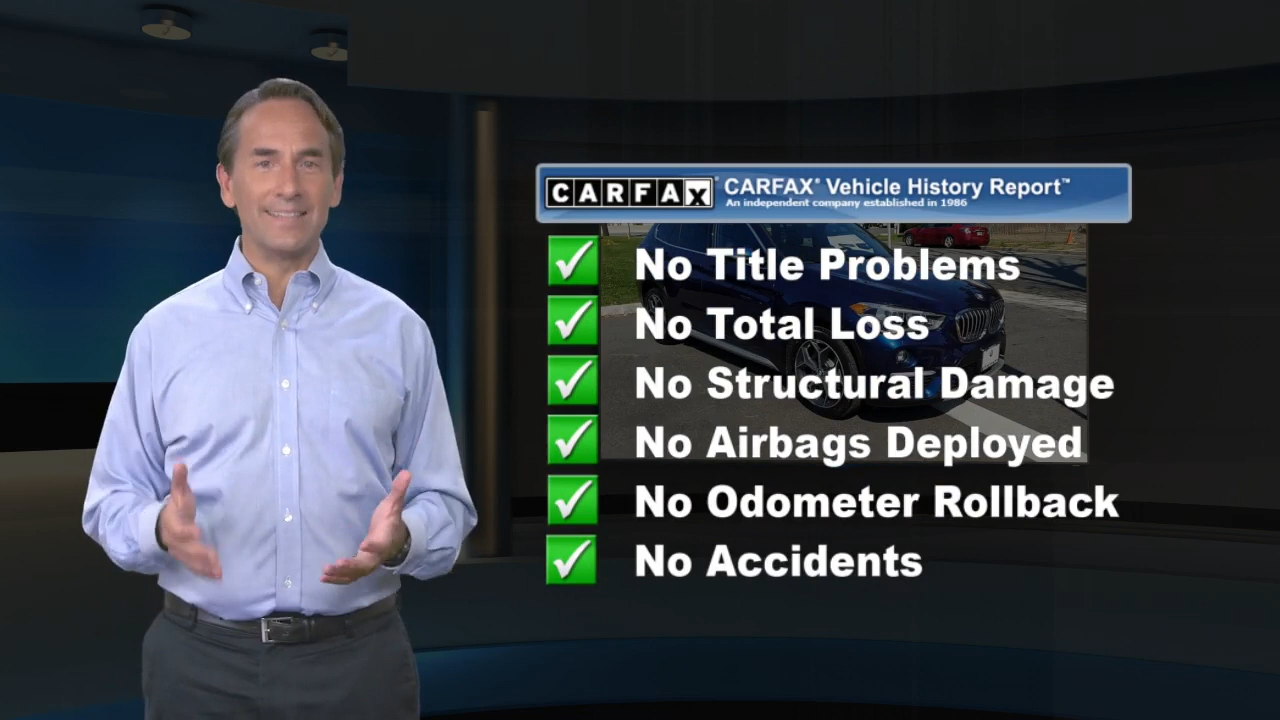 CARFAX
CARFAX® Vehicle History Report™
An independent company established in 1986
No Title Problems
No Total Loss
No Structural Damage
No Airbags Deployed
No Odometer Rollback
No Accidents